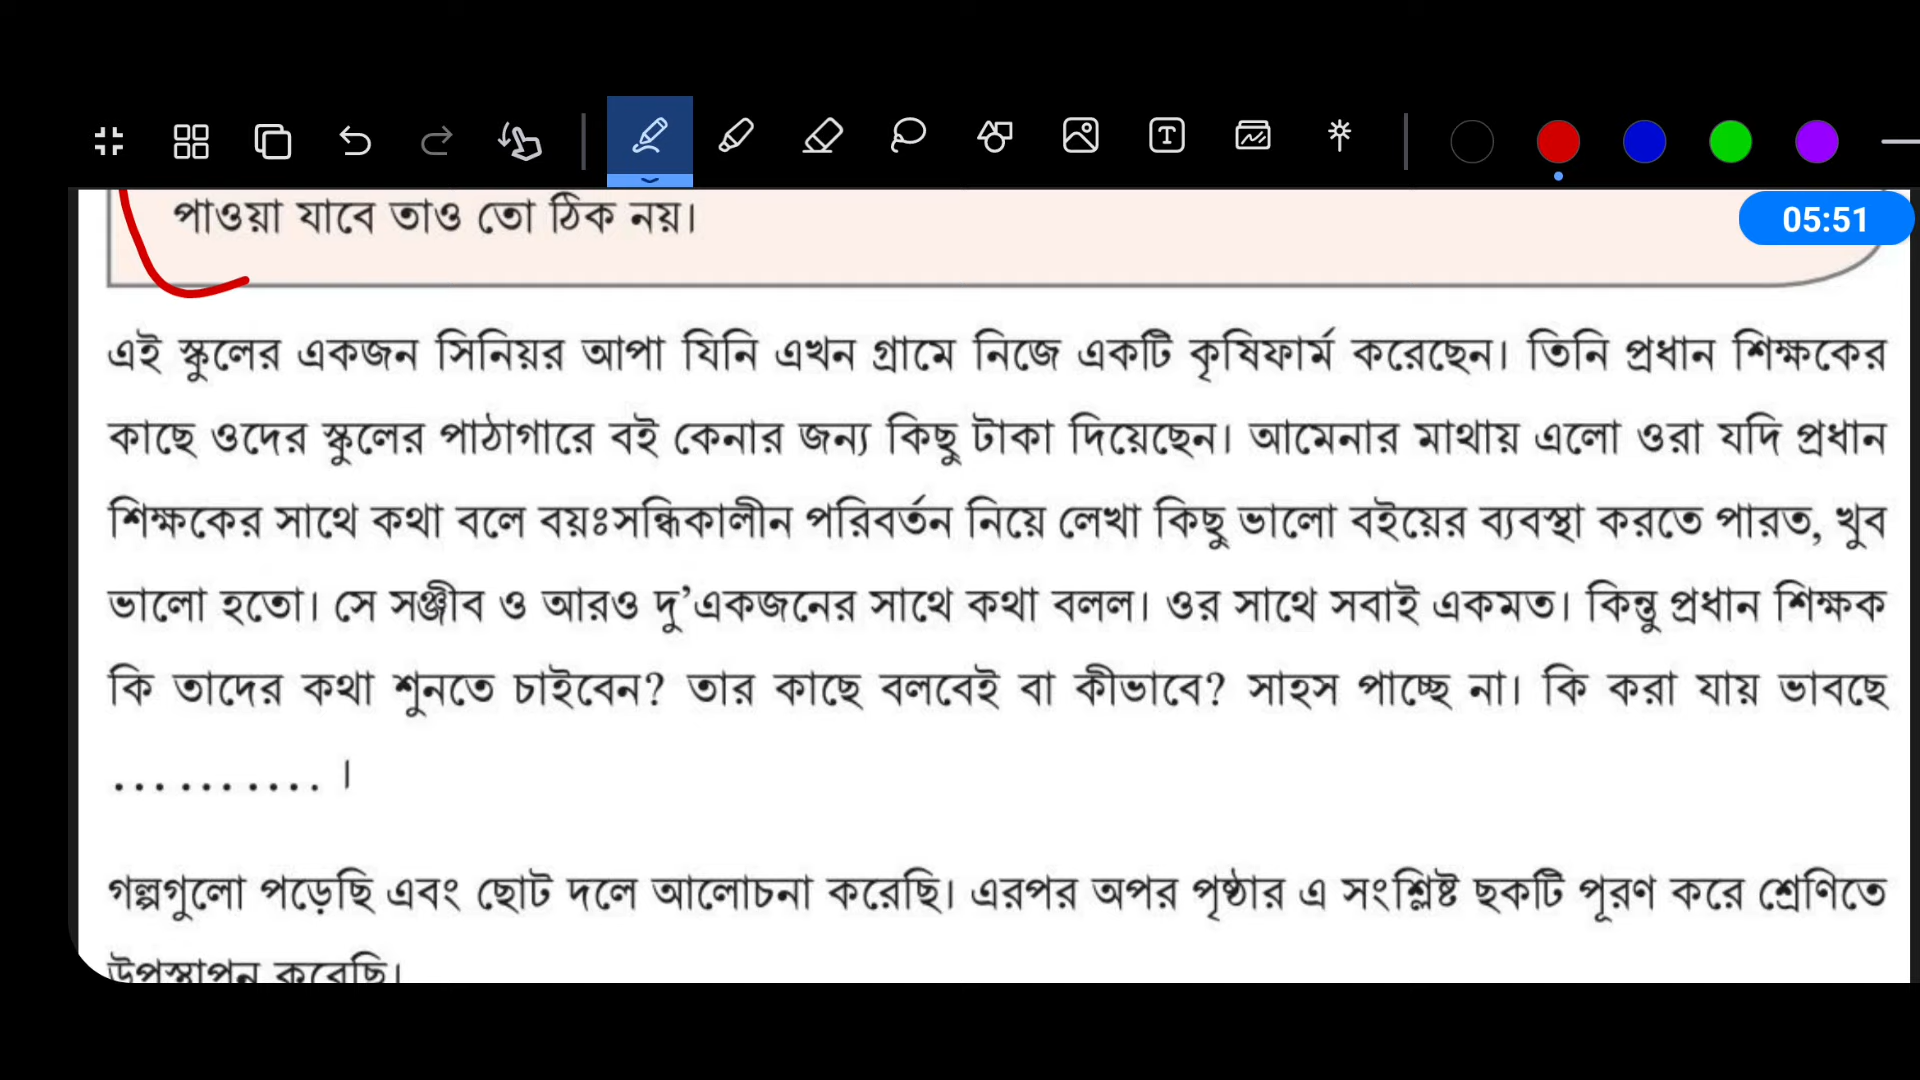 পাওয়া যাবে তাও তো ঠিক নয়।
05:51
এই স্কুলের একজন সিনিয়র আপা যিনি এখন গ্রামে নিজে একটি কৃষিফার্ম করেছেন। তিনি প্রধান শিক্ষকের
কাছে ওদের স্কুলের পাঠাগারে বই কেনার জন্য কিছু টাকা দিয়েছেন। আমেনার মাথায় এলো ওরা যদি প্রধান
শিক্ষকের সাথে কথা বলে বয়ঃসন্ধিকালীন পরিবর্তন নিয়ে লেখা কিছু ভালো বইয়ের ব্যবস্থা করতে পারত, খুব
ভালো হতো। সে সঞ্জীব ও আরও দু’একজনের সাথে কথা বলল। ওর সাথে সবাই একমত। কিন্তু প্রধান শিক্ষক
কি তাদের কথা শুনতে চাইবেন? তার কাছে বলবেই বা কীভাবে? সাহস পাচ্ছে না। কি করা যায় ভাবছে
.......... ।
গল্পগুলো পড়েছি এবং ছোট দলে আলোচনা করেছি। এরপর অপর পৃষ্ঠার এ সংশ্লিষ্ট ছকটি পূরণ করে শ্রেণিতে
উপস্থাপন করেছি।